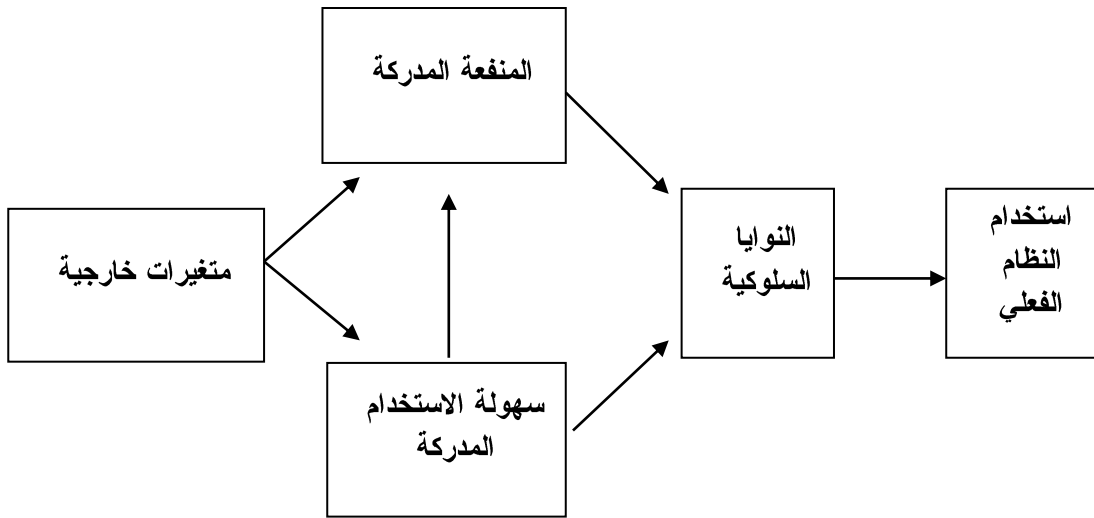 المنفعة المدركة
متغيرات خارجية
سهولة الاستخدام
المدركة
النوايا
السلوكية
استخدام
النظام
الفعلي